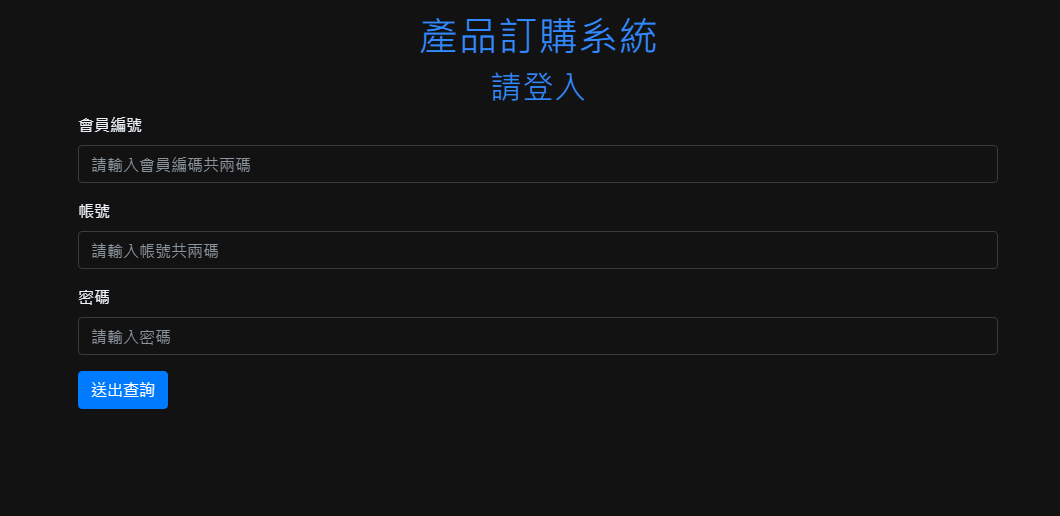 產品訂購系統
請登入
會員編號
請輸入會員編碼共兩碼
帳號
請輸入帳號共兩碼
密碼
請輸入密碼
送出查詢